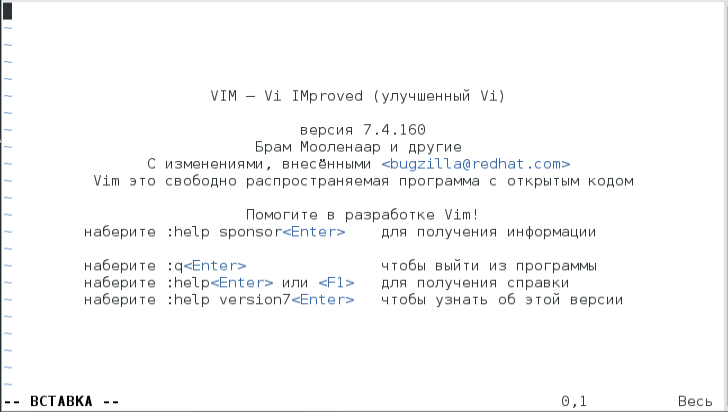 ~
~
~
~
VIM — Vi IMproved (улучшенный Vi)
~
~
версия 7.4.160
~
Брам Мооленаар и другие
~
С изменениями, внесёнными <bugzilla@redhat.com>
~
Vim это свободно распространяемая программа с открытым кодом
~
~
Помогите в разработке Vim!
~
наберите :help sponsor<Enter> для получения информации
~
~
наберите :q<Enter> чтобы выйти из программы
~
наберите :help<Enter> или <F1> для получения справки
~
наберите :help version7<Enter> чтобы узнать об этой версии
~
~
~
~
~
-- ВСТАВКА -- 0,1 Весь